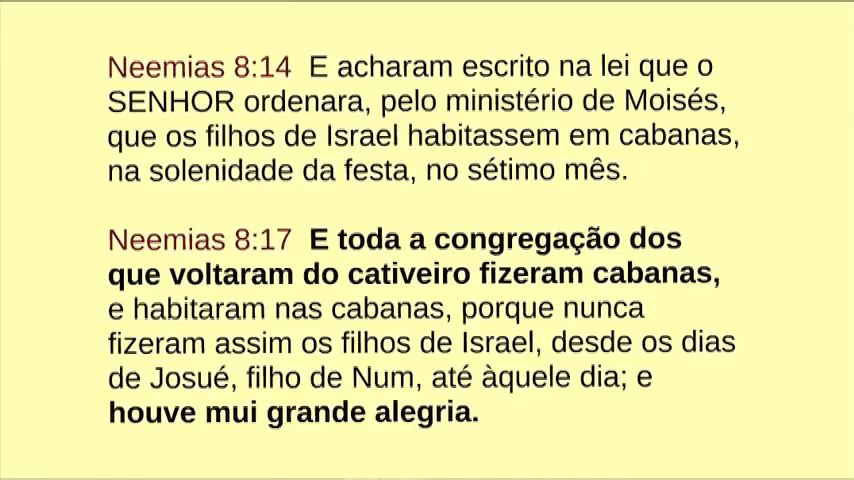 Neemias 8:14 E acharam escrito na lei que o
SENHOR ordenara, pelo ministério de Moisés,
que os filhos de Israel habitassem em cabanas,
na solenidade da festa, no sétimo mês.
Neemias 8:17 E toda a congregação dos
que voltaram do cativeiro fizeram cabanas,
e habitaram nas cabanas, porque nunca
fizeram assim os filhos de Israel, desde os dias
de Josué, filho de Num, até àquele dia; e
houve mui grande alegria.